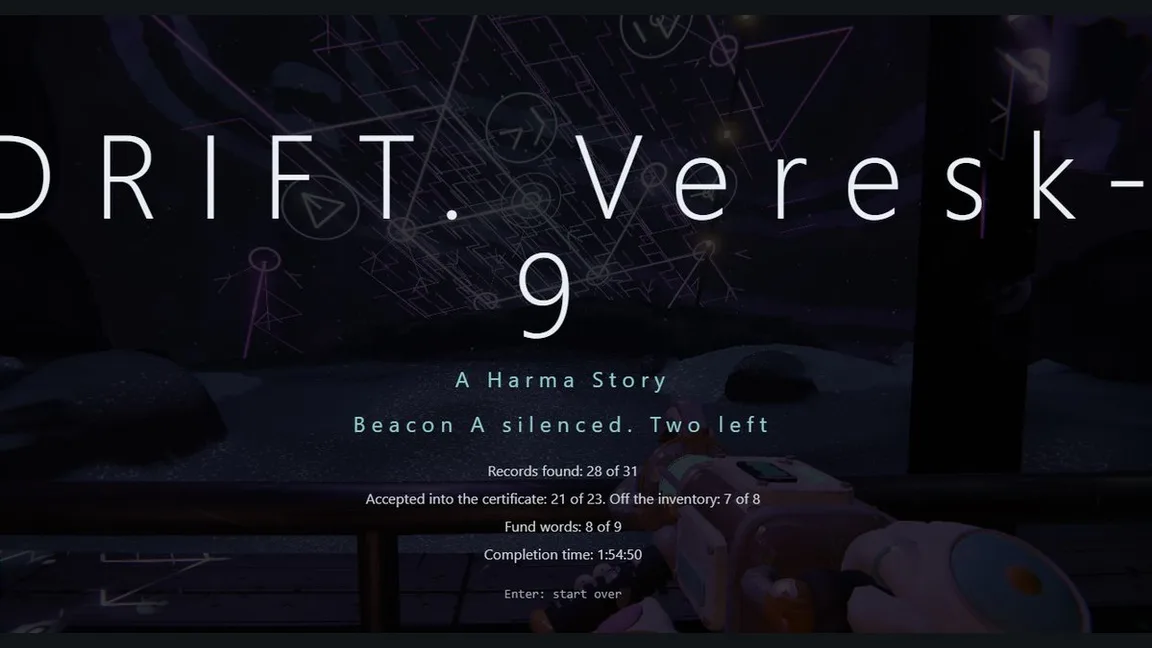 DRIFT. Veresk-
9
A Harma Story
Beacon A silenced. Two left
Records found: 28 of 31
Accepted into the certificate: 21 of 23. Off the inventory: 7 of 8
Fund words: 8 of 9
Completion time: 1:54:50
Enter: start over